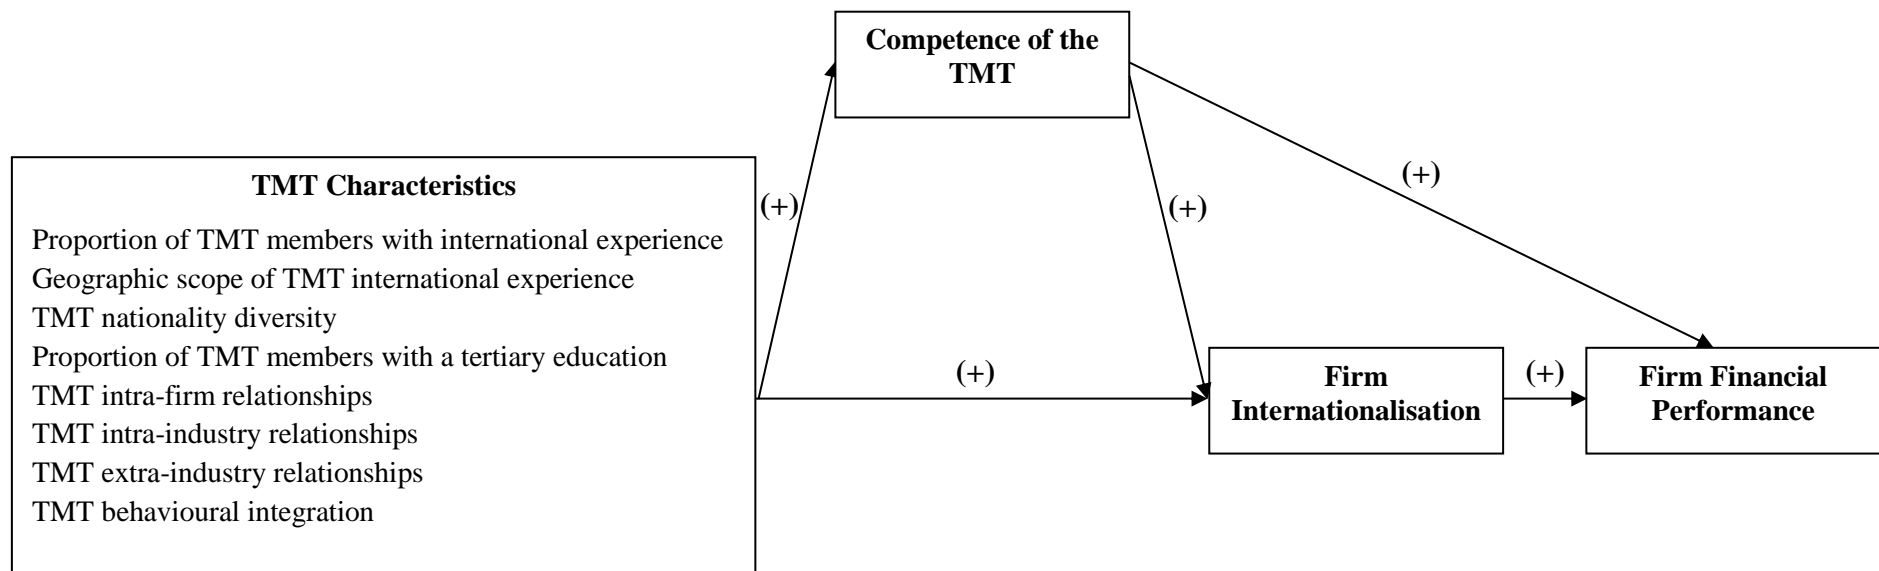 Competence of the
TMT
TMT Characteristics
Proportion of TMT members with international experience
Geographic scope of TMT international experience
TMT nationality diversity
Proportion of TMT members with a tertiary education
TMT intra-firm relationships
TMT intra-industry relationships
TMT extra-industry relationships
TMT behavioural integration
(+)
(+)
(+)
(+)
Firm
Internationalisation
(+)
Firm Financial
Performance